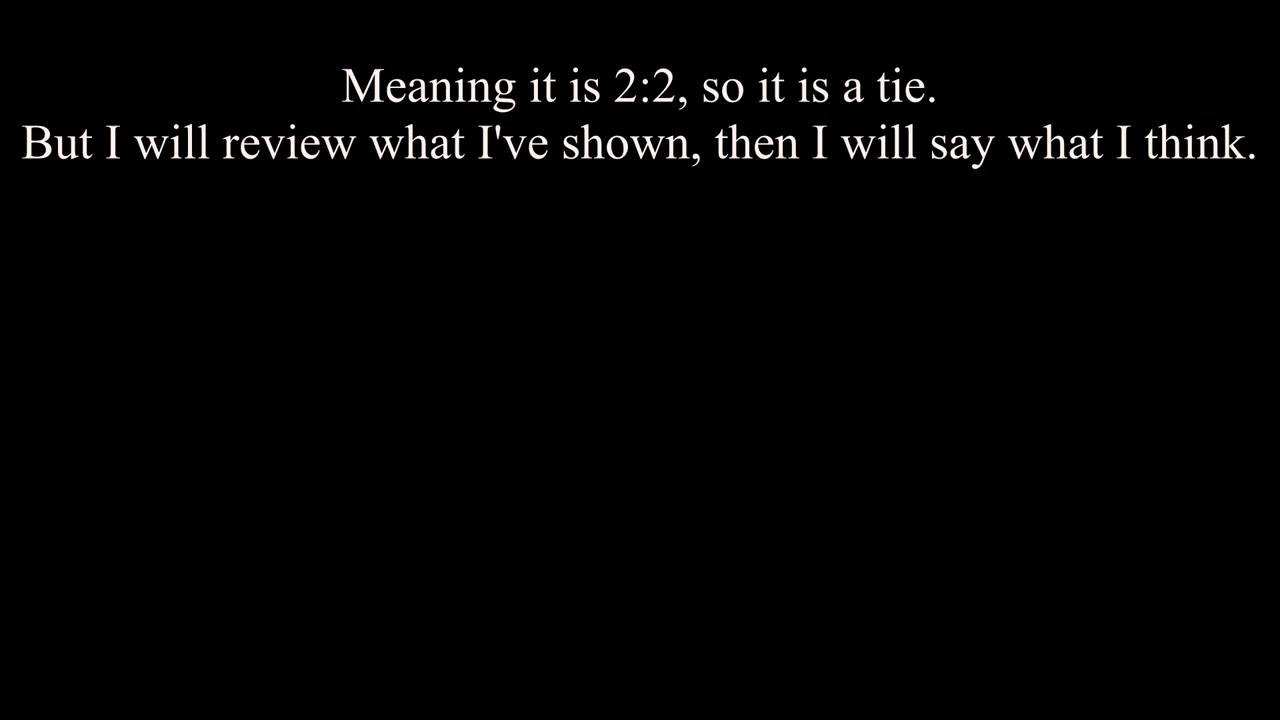 Meaning it is 2:2, so it is a tie.
But I will review what I've shown, then I will say what I think.